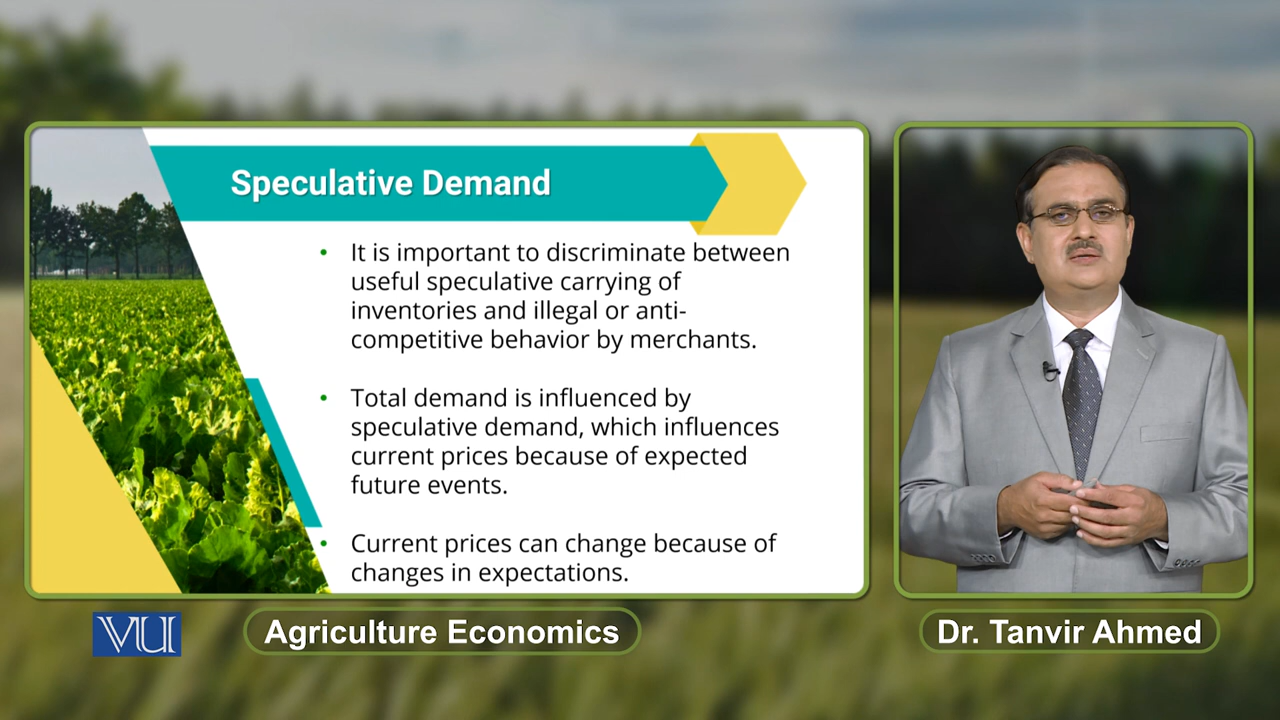 Speculative Demand
• It is important to discriminate between
useful speculative carrying of
inventories and illegal or anti-
competitive behavior by merchants.
• Total demand is influenced by
speculative demand, which influences
current prices because of expected
future events.
• Current prices can change because of
changes in expectations.
VU
Agriculture Economics
Dr. Tanvir Ahmed